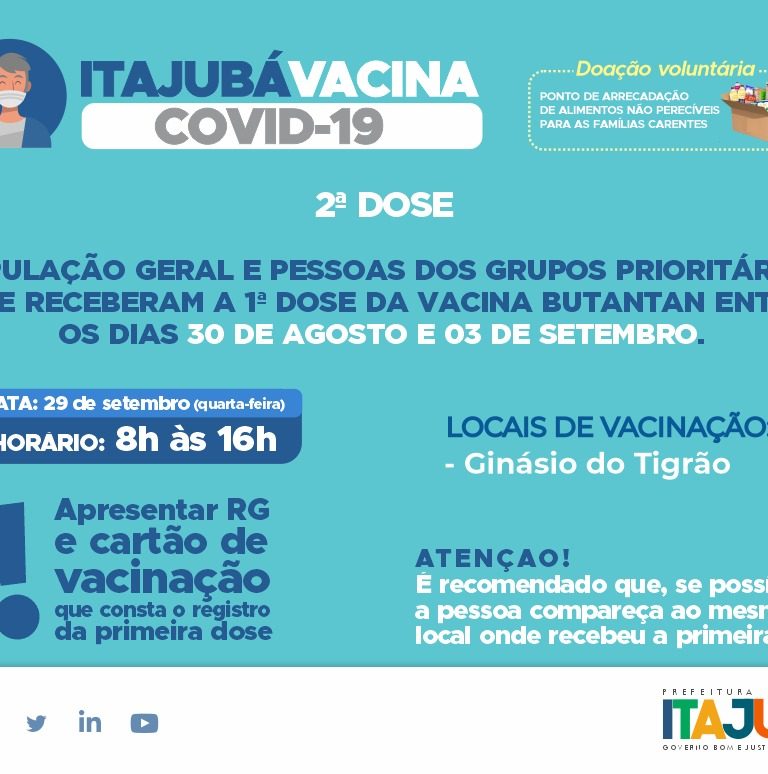 ITAJUBÁVACINA
COVID-19
Doação voluntária
PONTO DE ARRECADAÇÃO
DE ALIMENTOS NÃO PERECÍVEIS
PARA AS FAMÍLIAS CARENTES
2ª DOSE
PULAÇÃO GERAL E PESSOAS DOS GRUPOS PRIORITÁR
E RECEBERAM A 1ª DOSE DA VACINA BUTANTAN ENT
OS DIAS 30 DE AGOSTO E 03 DE SETEMBRO.
ATA: 29 de setembro (quarta-feira)
HORÁRIO: 8h às 16h
LOCAIS DE VACINAÇÃO:
- Ginásio do Tigrão
!
Apresentar RG
e cartão de
vacinação
que consta o registro
da primeira dose
ATENÇAO!
É recomendado que, se possí
a pessoa compareça ao mesm
local onde recebeu a primeira
PREFEITURA
ITAJU
GOVERNO BOM E JUST